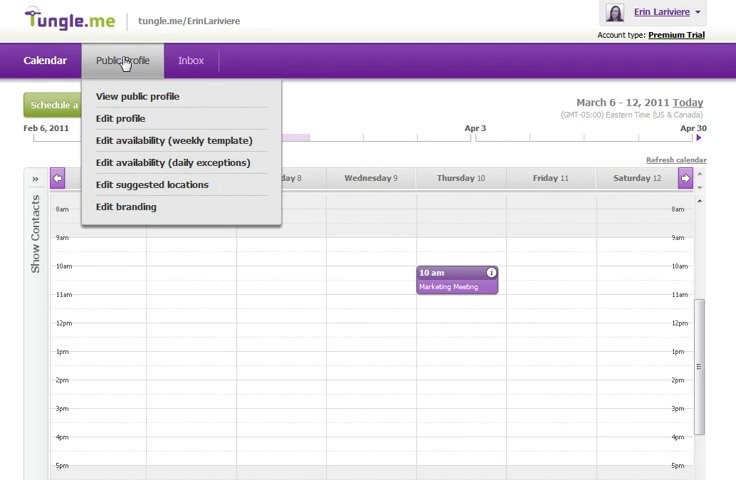 Tungle.me
tungle.me/ErinLariviere
Erin Lariviere
Account type: Premium Trial
Calendar
Public Profile
Inbox
View public profile
Edit profile
Edit availability (weekly template)
Edit availability (daily exceptions)
Edit suggested locations
Edit branding
Schedule a
March 6 - 12, 2011 Today
(GMT-05:00) Eastern Time (US & Canada)
Feb 6, 2011
Apr 3
Apr 30
Refresh calendar
»
day 8
Wednesday 9
Thursday 10
Friday 11
Saturday 12
Show Contacts
8am 8am
9am 9am
10am 10am
10 am
Marketing Meeting
11am 11am
12pm 12pm
1pm 1pm
2pm 2pm
3pm 3pm
4pm 4pm
5pm 5pm